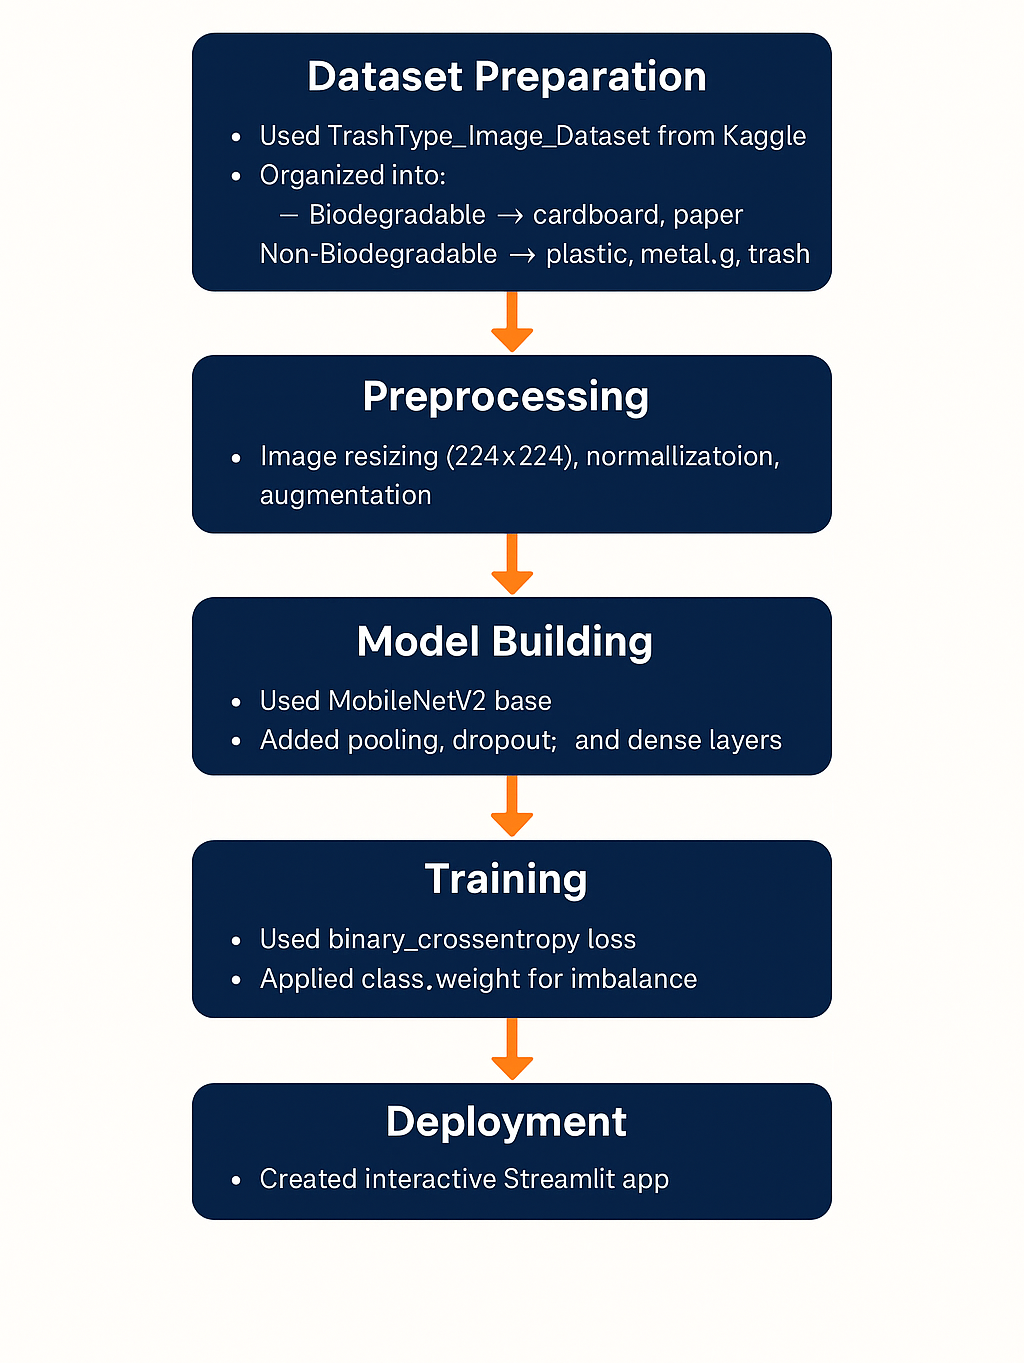 Dataset Preparation
• Used TrashType_Image_Dataset from Kaggle
• Organized into:
— Biodegradable → cardboard, paper
Non-Biodegradable → plastic, metal.g, trash
Preprocessing
• Image resizing (224x224), normallizatoion,
augmentation
Model Building
• Used MobileNetV2 base
• Added pooling, dropout; and dense layers
Training
• Used binary_crossentropy loss
• Applied class.weight for imbalance
Deployment
• Created interactive Streamlit app